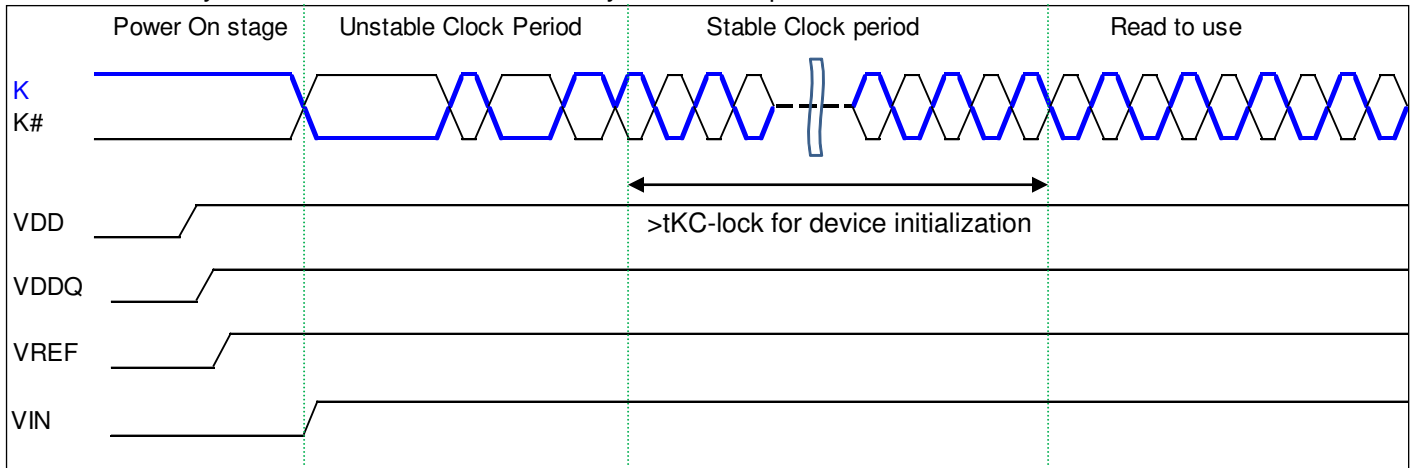 Power On stage
Unstable Clock Period
Stable Clock period
Read to use
K
K#
VDD
>tKC-lock for device initialization
VDDQ
VREF
VIN